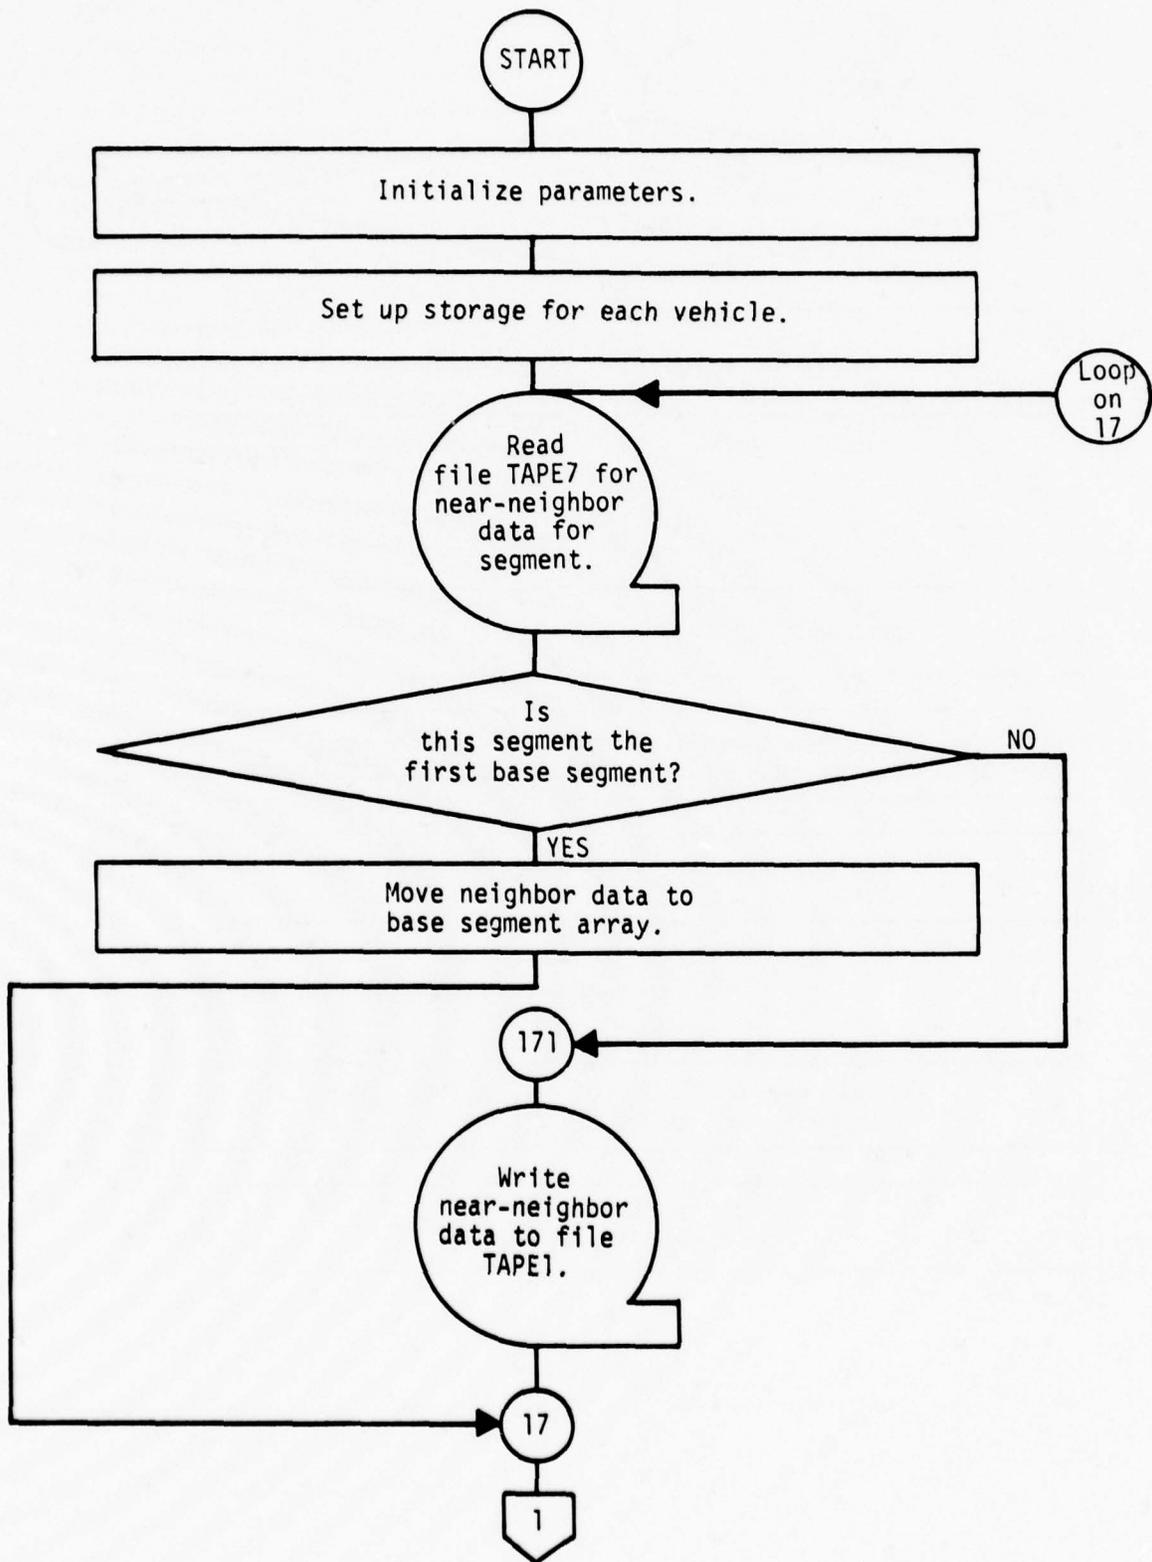 START
Initialize parameters.
Set up storage for each vehicle.
Loop
on
17
Read
file TAPE7 for
near-neighbor
data for
segment.
Is
this segment the
first base segment?
NO
YES
Move neighbor data to
base segment array.
171
Write
near-neighbor
data to file
TAPE1.
17
1